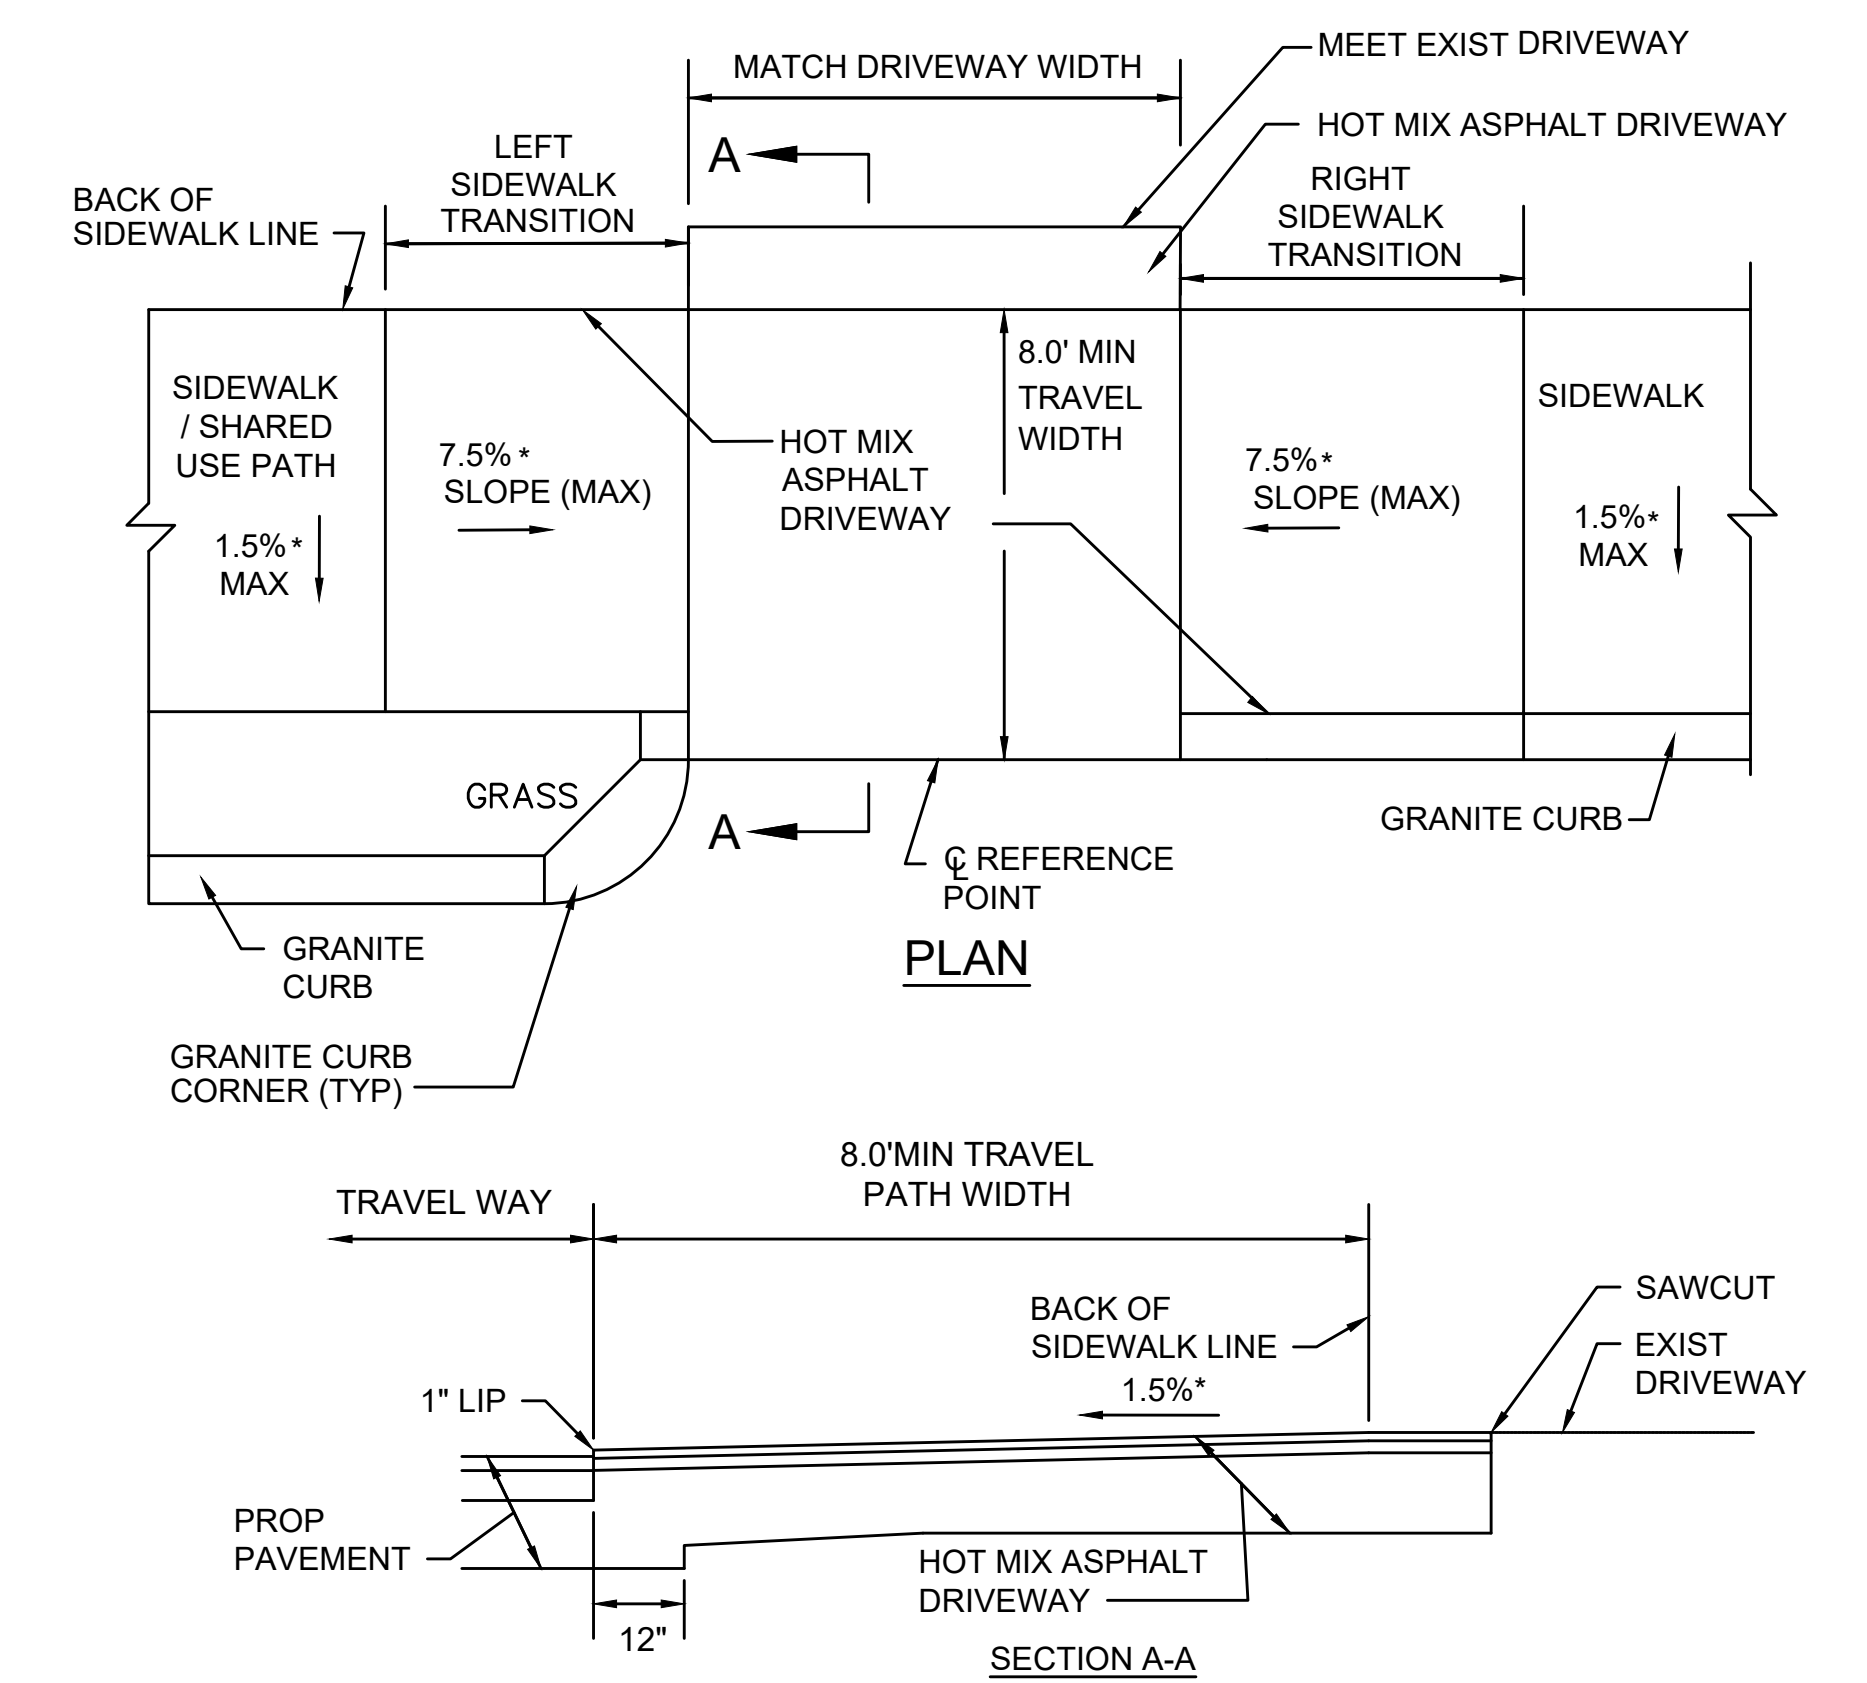 MATCH DRIVEWAY WIDTH
MEET EXIST DRIVEWAY
HOT MIX ASPHALT DRIVEWAY
A
LEFT
SIDEWALK
TRANSITION
BACK OF
SIDEWALK LINE
RIGHT
SIDEWALK
TRANSITION
SIDEWALK
/ SHARED
USE PATH
1.5%*
MAX
7.5%*
SLOPE (MAX)
HOT MIX
ASPHALT
DRIVEWAY
8.0' MIN
TRAVEL
WIDTH
7.5%*
SLOPE (MAX)
SIDEWALK
1.5%*
MAX
GRASS
A
℄ REFERENCE
POINT
GRANITE CURB
GRANITE
CURB
GRANITE CURB
CORNER (TYP)
PLAN
8.0'MIN TRAVEL
PATH WIDTH
TRAVEL WAY
BACK OF
SIDEWALK LINE
1.5%*
SAWCUT
EXIST
DRIVEWAY
1" LIP
PROP
PAVEMENT
HOT MIX ASPHALT
DRIVEWAY
12"
SECTION A-A